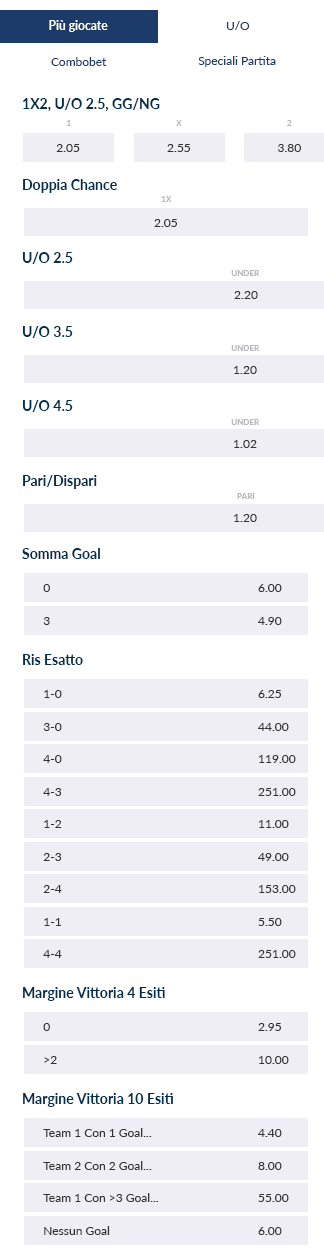 Più giocate U/O
Combobet Speciali Partita
1X2, U/O 2.5, GG/NG
1 X 2
2.05 2.55 3.80
Doppia Chance
1X
2.05
U/O 2.5
UNDER
2.20
U/O 3.5
UNDER
1.20
U/O 4.5
UNDER
1.02
Pari/Dispari
PARI
1.20
Somma Goal
0 6.00
3 4.90
Ris Esatto
1-0 6.25
3-0 44.00
4-0 119.00
4-3 251.00
1-2 11.00
2-3 49.00
2-4 153.00
1-1 5.50
4-4 251.00
Margine Vittoria 4 Esiti
0 2.95
>2 10.00
Margine Vittoria 10 Esiti
Team 1 Con 1 Goal... 4.40
Team 2 Con 2 Goal... 8.00
Team 1 Con >3 Goal... 55.00
Nessun Goal 6.00